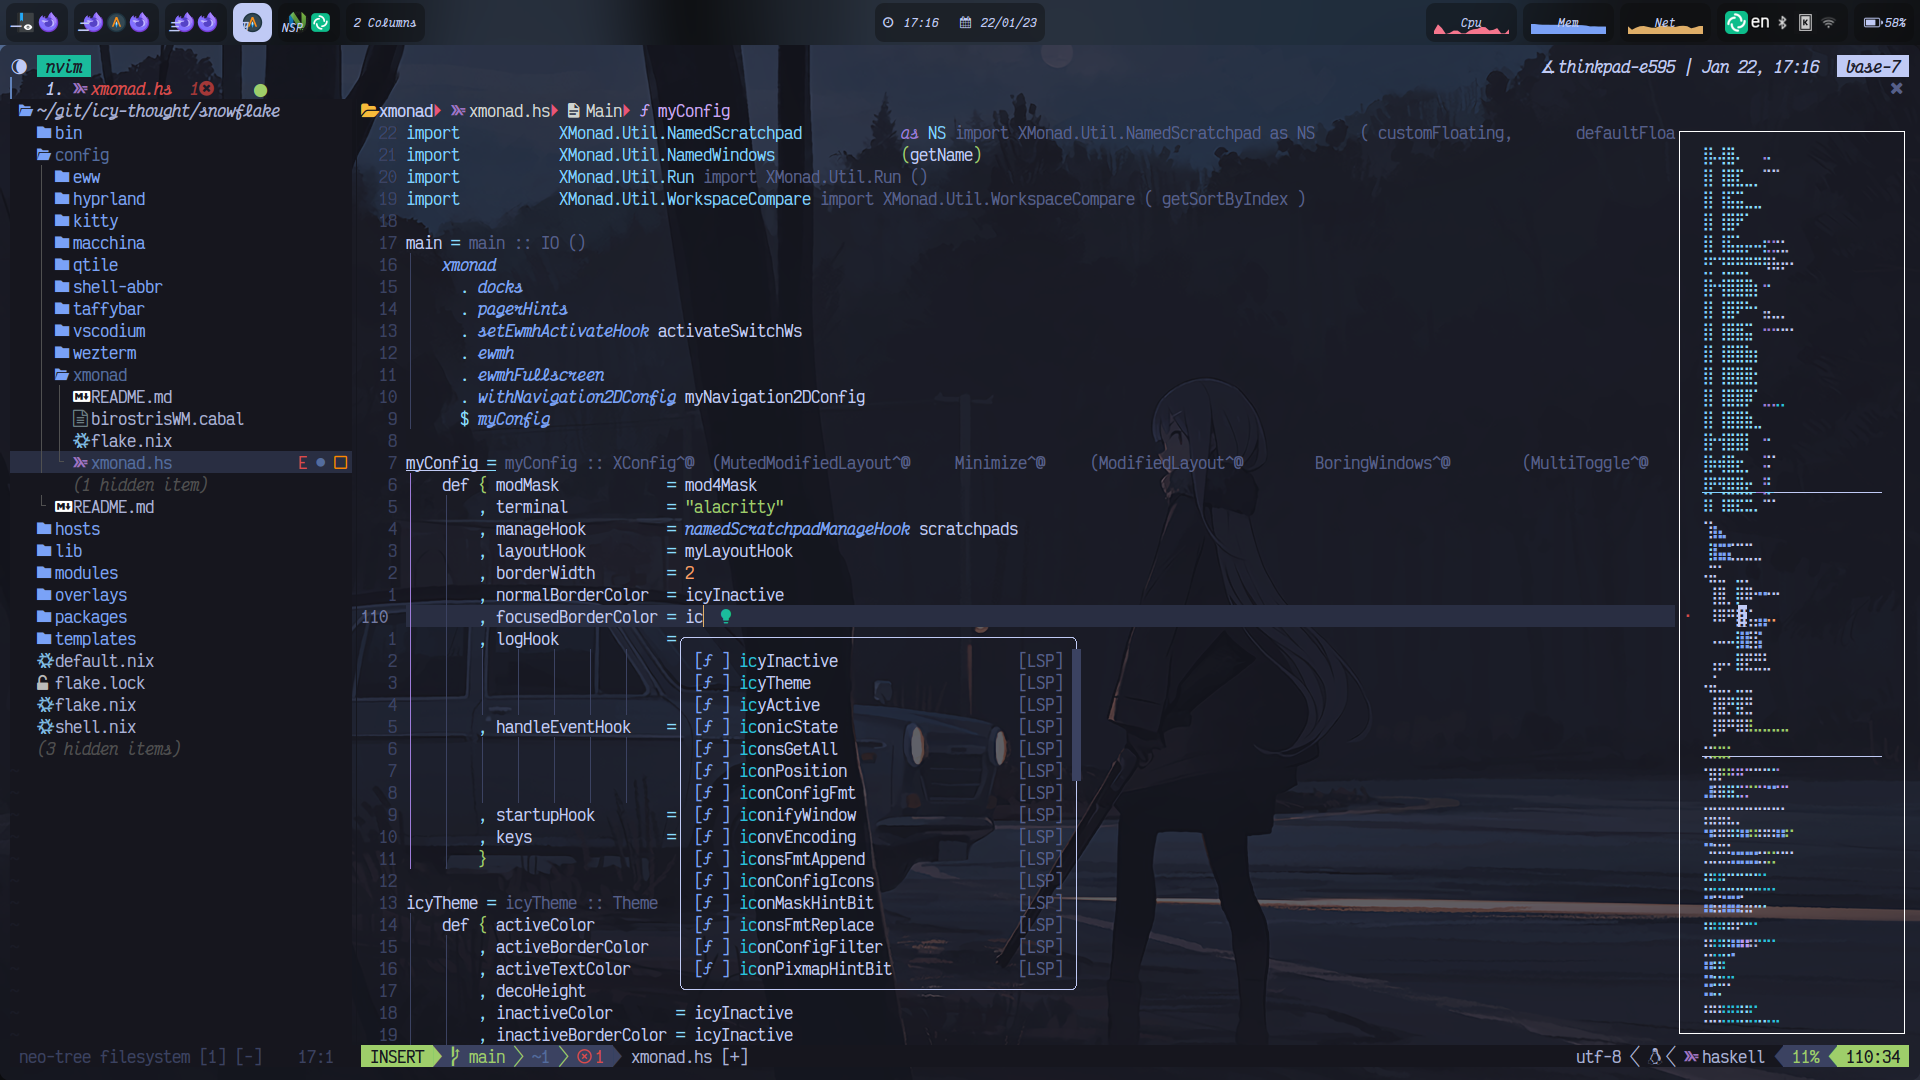 NSP 2 Columns 17:16 22/01/23 Cpu Mem Net en 58%
nvim ∡thinkpad-e595 | Jan 22, 17:16 base-7
1. xmonad.hs 1
~/git/icy-thought/snowflake
bin
config
eww
hyprland
kitty
macchina
qtile
shell-abbr
taffybar
vscodium
wezterm
xmonad
README.md
birostrisWM.cabal
flake.nix
xmonad.hs E
(1 hidden item)
README.md
hosts
lib
modules
overlays
packages
templates
default.nix
flake.lock
flake.nix
shell.nix
(3 hidden items)
neo-tree filesystem [1] [-] 17:1
xmonad xmonad.hs Main ƒ myConfig
22 import XMonad.Util.NamedScratchpad as NS import XMonad.Util.NamedScratchpad as NS ( customFloating, defaultFloa
21 import XMonad.Util.NamedWindows (getName)
20 import XMonad.Util.Run import XMonad.Util.Run ()
19 import XMonad.Util.WorkspaceCompare import XMonad.Util.WorkspaceCompare ( getSortByIndex )
18
17 main = main :: IO ()
16 xmonad
15 . docks
14 . pagerHints
13 . setEwmhActivateHook activateSwitchWs
12 . ewmh
11 . ewmhFullscreen
10 . withNavigation2DConfig myNavigation2DConfig
9 $ myConfig
8
7 myConfig = myConfig :: XConfig^@ (MutedModifiedLayout^@ Minimize^@ (ModifiedLayout^@ BoringWindows^@ (MultiToggle^@
6 def { modMask = mod4Mask
5 , terminal = "alacritty"
4 , manageHook = namedScratchpadManageHook scratchpads
3 , layoutHook = myLayoutHook
2 , borderWidth = 2
1 , normalBorderColor = icyInactive
110 , focusedBorderColor = ic
1 , logHook =
2
3
4
5 , handleEventHook =
6
7
8
9 , startupHook =
10 , keys =
11 }
12
13 icyTheme = icyTheme :: Theme
14 def { activeColor
15 , activeBorderColor
16 , activeTextColor
17 , decoHeight
18 , inactiveColor = icyInactive
19 , inactiveBorderColor = icyInactive
[ƒ ] icyInactive [LSP]
[ƒ ] icyTheme [LSP]
[ƒ ] icyActive [LSP]
[ƒ ] iconicState [LSP]
[ƒ ] iconsGetAll [LSP]
[ƒ ] iconPosition [LSP]
[ƒ ] iconConfigFmt [LSP]
[ƒ ] iconifyWindow [LSP]
[ƒ ] iconvEncoding [LSP]
[ƒ ] iconsFmtAppend [LSP]
[ƒ ] iconConfigIcons [LSP]
[ƒ ] iconMaskHintBit [LSP]
[ƒ ] iconsFmtReplace [LSP]
[ƒ ] iconConfigFilter [LSP]
[ƒ ] iconPixmapHintBit [LSP]
INSERT main ~1 1 xmonad.hs [+] utf-8 haskell 11% 110:34